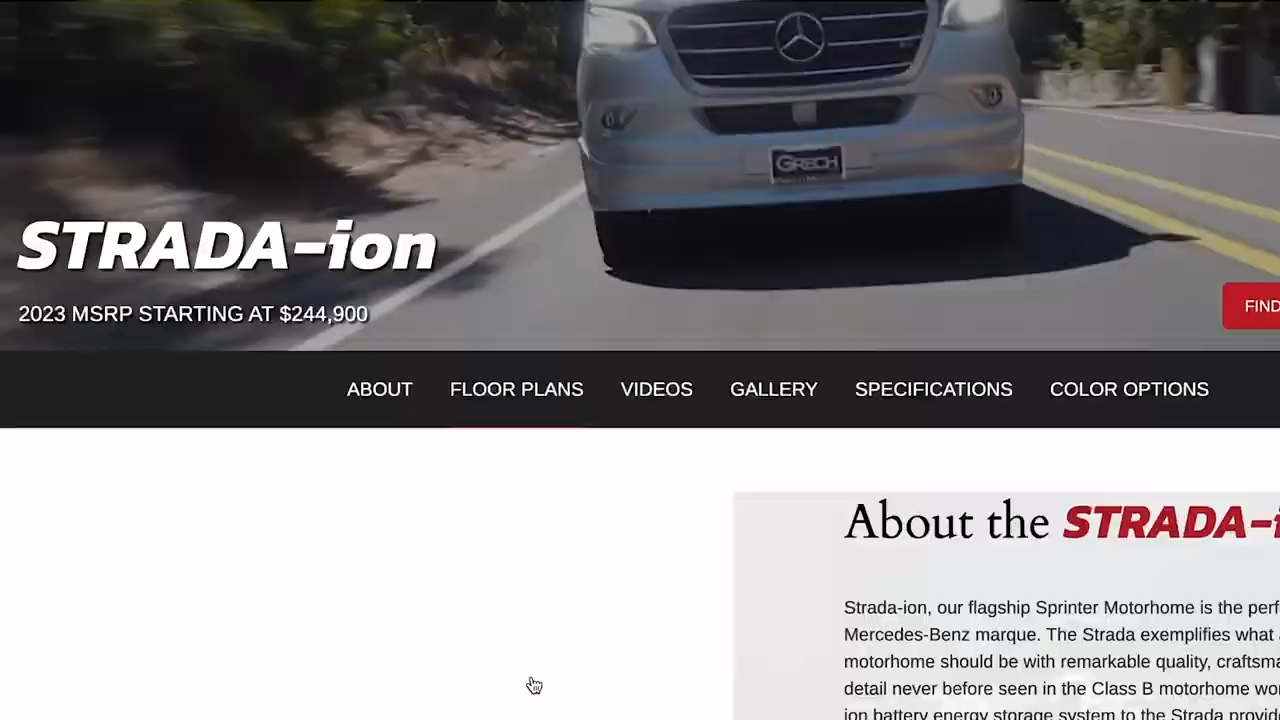 GRECH
STRADA-ion
2023 MSRP STARTING AT $244,900
FIND
ABOUT FLOOR PLANS VIDEOS GALLERY SPECIFICATIONS COLOR OPTIONS
About the STRADA-i
Strada-ion, our flagship Sprinter Motorhome is the perf
Mercedes-Benz marque. The Strada exemplifies what
motorhome should be with remarkable quality, craftsma
detail never before seen in the Class B motorhome wo
ion battery energy storage system to the Strada provid